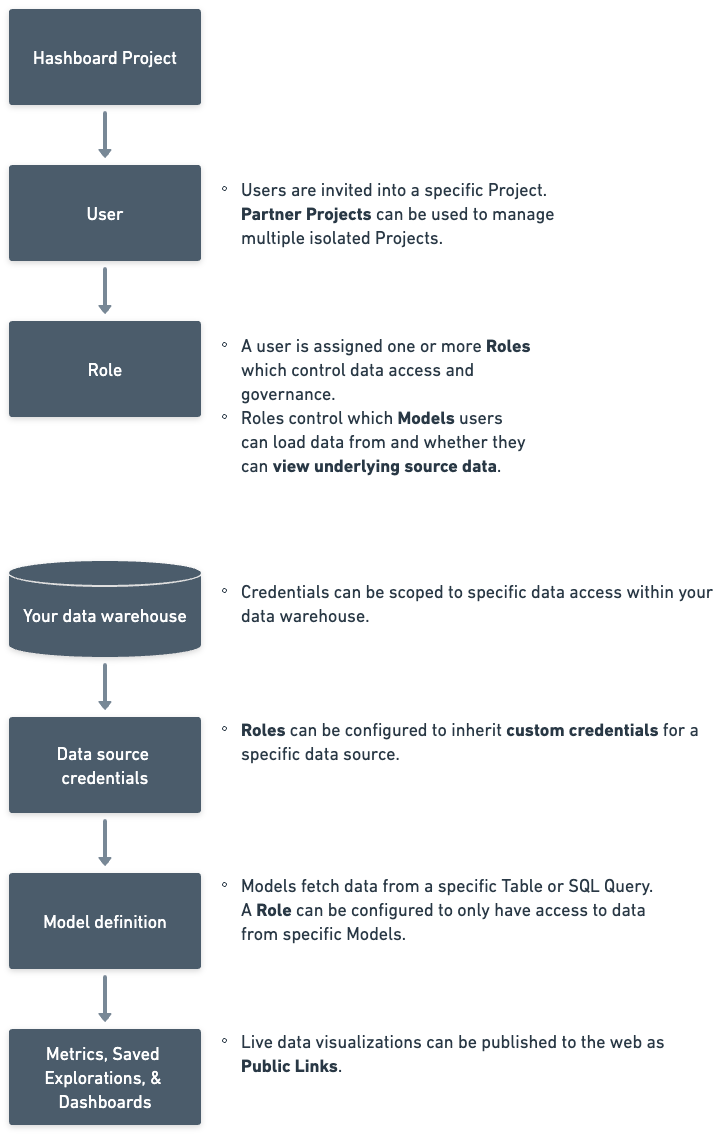 Hashboard Project
User
Users are invited into a specific Project.
Partner Projects can be used to manage
multiple isolated Projects.
Role
A user is assigned one or more Roles
which control data access and
governance.
Roles control which Models users
can load data from and whether they
can view underlying source data.
Your data warehouse
Credentials can be scoped to specific data access within your
data warehouse.
Data source
credentials
Roles can be configured to inherit custom credentials for a
specific data source.
Model definition
Models fetch data from a specific Table or SQL Query.
A Role can be configured to only have access to data
from specific Models.
Metrics, Saved
Explorations, &
Dashboards
Live data visualizations can be published to the web as
Public Links.